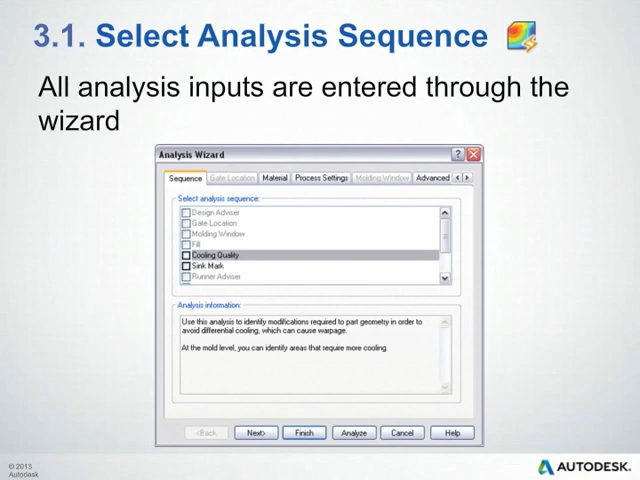 3.1. Select Analysis Sequence
All analysis inputs are entered through the
wizard
Analysis Wizard
Sequence Gate Location Material Process Settings Molding Window Advanced
Select analysis sequence:
Design Adviser
Gate Location
Molding Window
Fill
Cooling Quality
Sink Mark
Runner Adviser
Analysis information:
Use this analysis to identify modifications required to part geometry in order to
avoid differential cooling, which can cause warpage.
At the mold level, you can identify areas that require more cooling.
<Back Next> Finish Analyze Cancel Help
© 2013
Autodesk
AUTODESK.